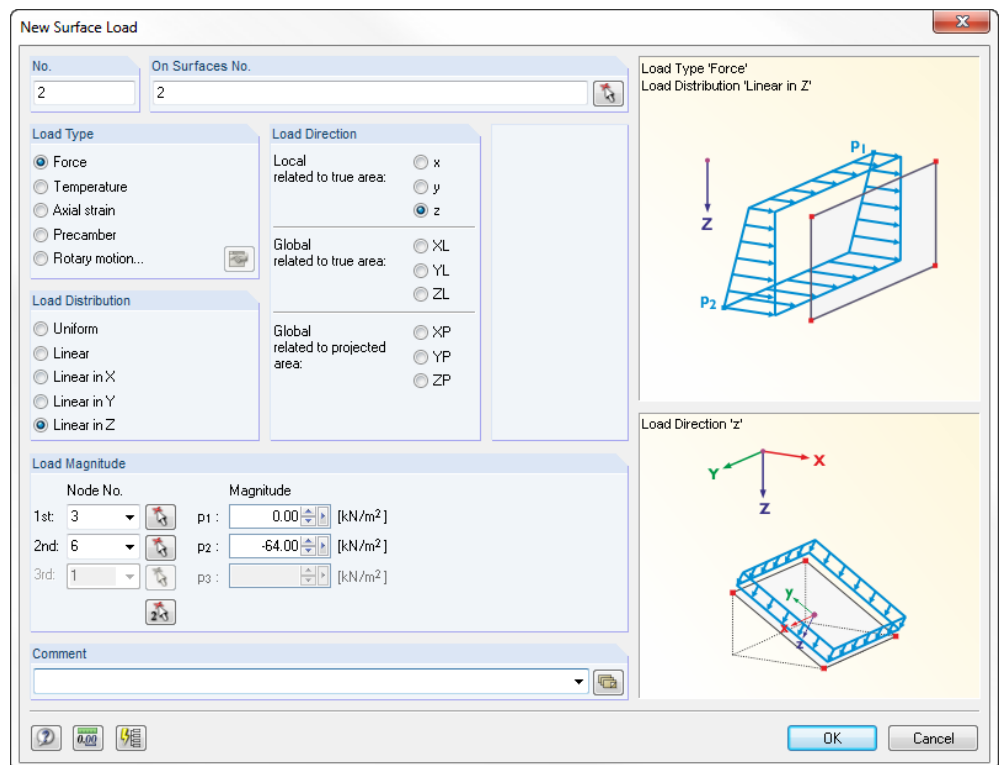 New Surface Load
No.
2
On Surfaces No.
2
Load Type
Force
Temperature
Axial strain
Precamber
Rotary motion...
Load Distribution
Uniform
Linear
Linear in X
Linear in Y
Linear in Z
Load Direction
Local
related to true area:
x
y
z
Global
related to true area:
XL
YL
ZL
Global
related to projected
area:
XP
YP
ZP
Load Magnitude
Node No.
Magnitude
1st: 3 p1 : 0.00 [kN/m²]
2nd: 6 p2 : -64.00 [kN/m²]
3rd: 1 p3 : [kN/m²]
2
Comment
Load Type 'Force'
Load Distribution 'Linear in Z'
P1
Z
P2
Load Direction 'z'
Y X
Z
y
x
z
0.00
OK
Cancel